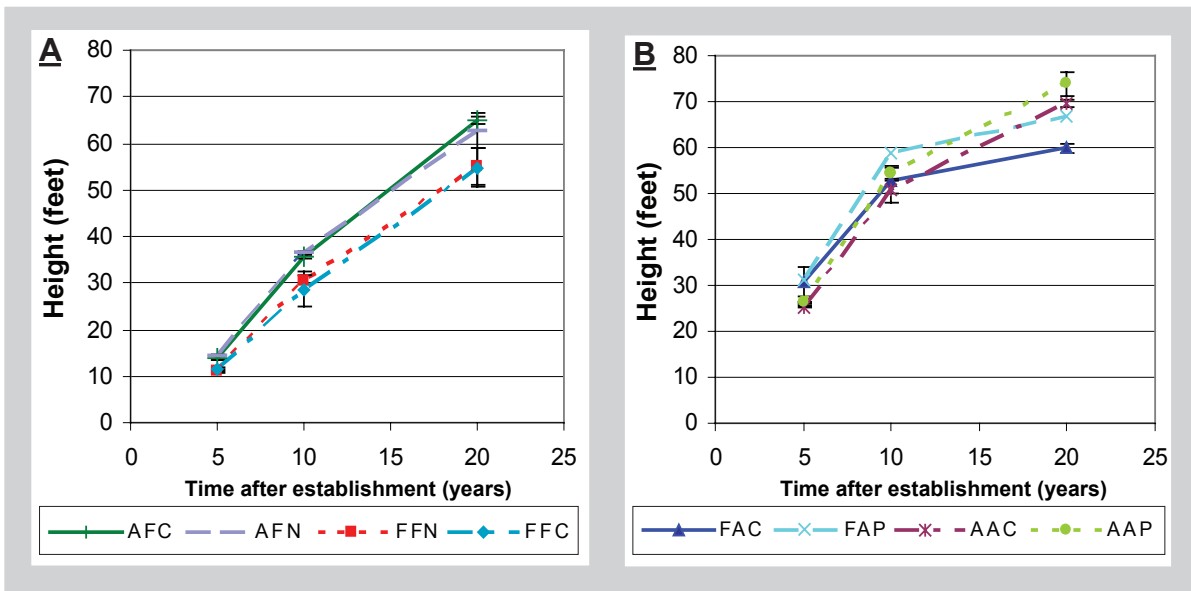 A
80
70
60
50
40
30
20
10
0
Height (feet)
0 5 10 15 20 25
Time after establishment (years)
AFC AFN FFN FFC
B
80
70
60
50
40
30
20
10
0
Height (feet)
0 5 10 15 20 25
Time after establishment (years)
FAC FAP AAC AAP